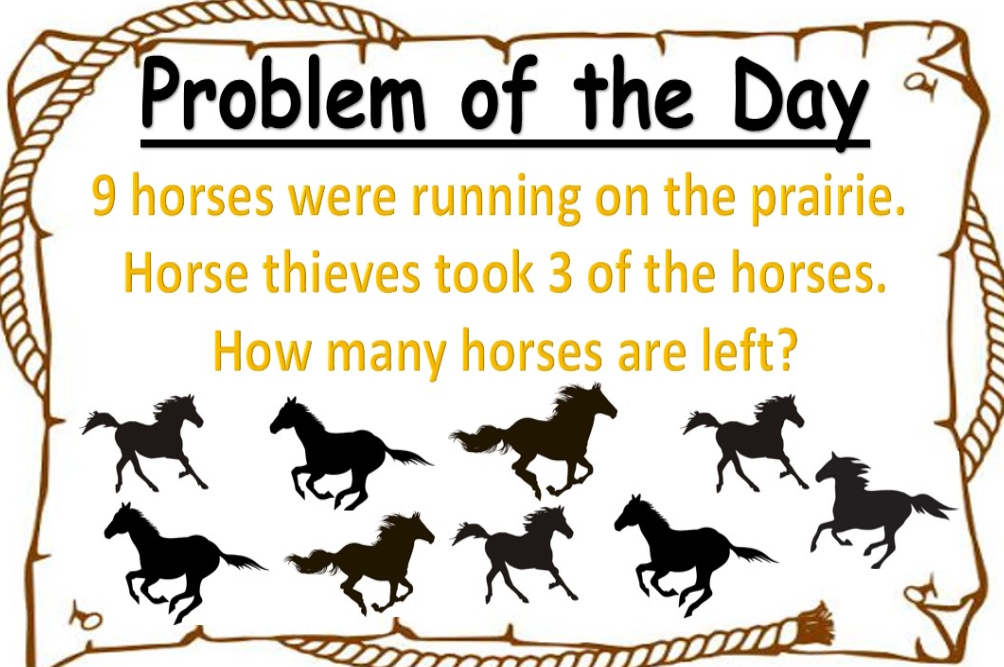 Problem of the Day
9 horses were running on the prairie.
Horse thieves took 3 of the horses.
How many horses are left?